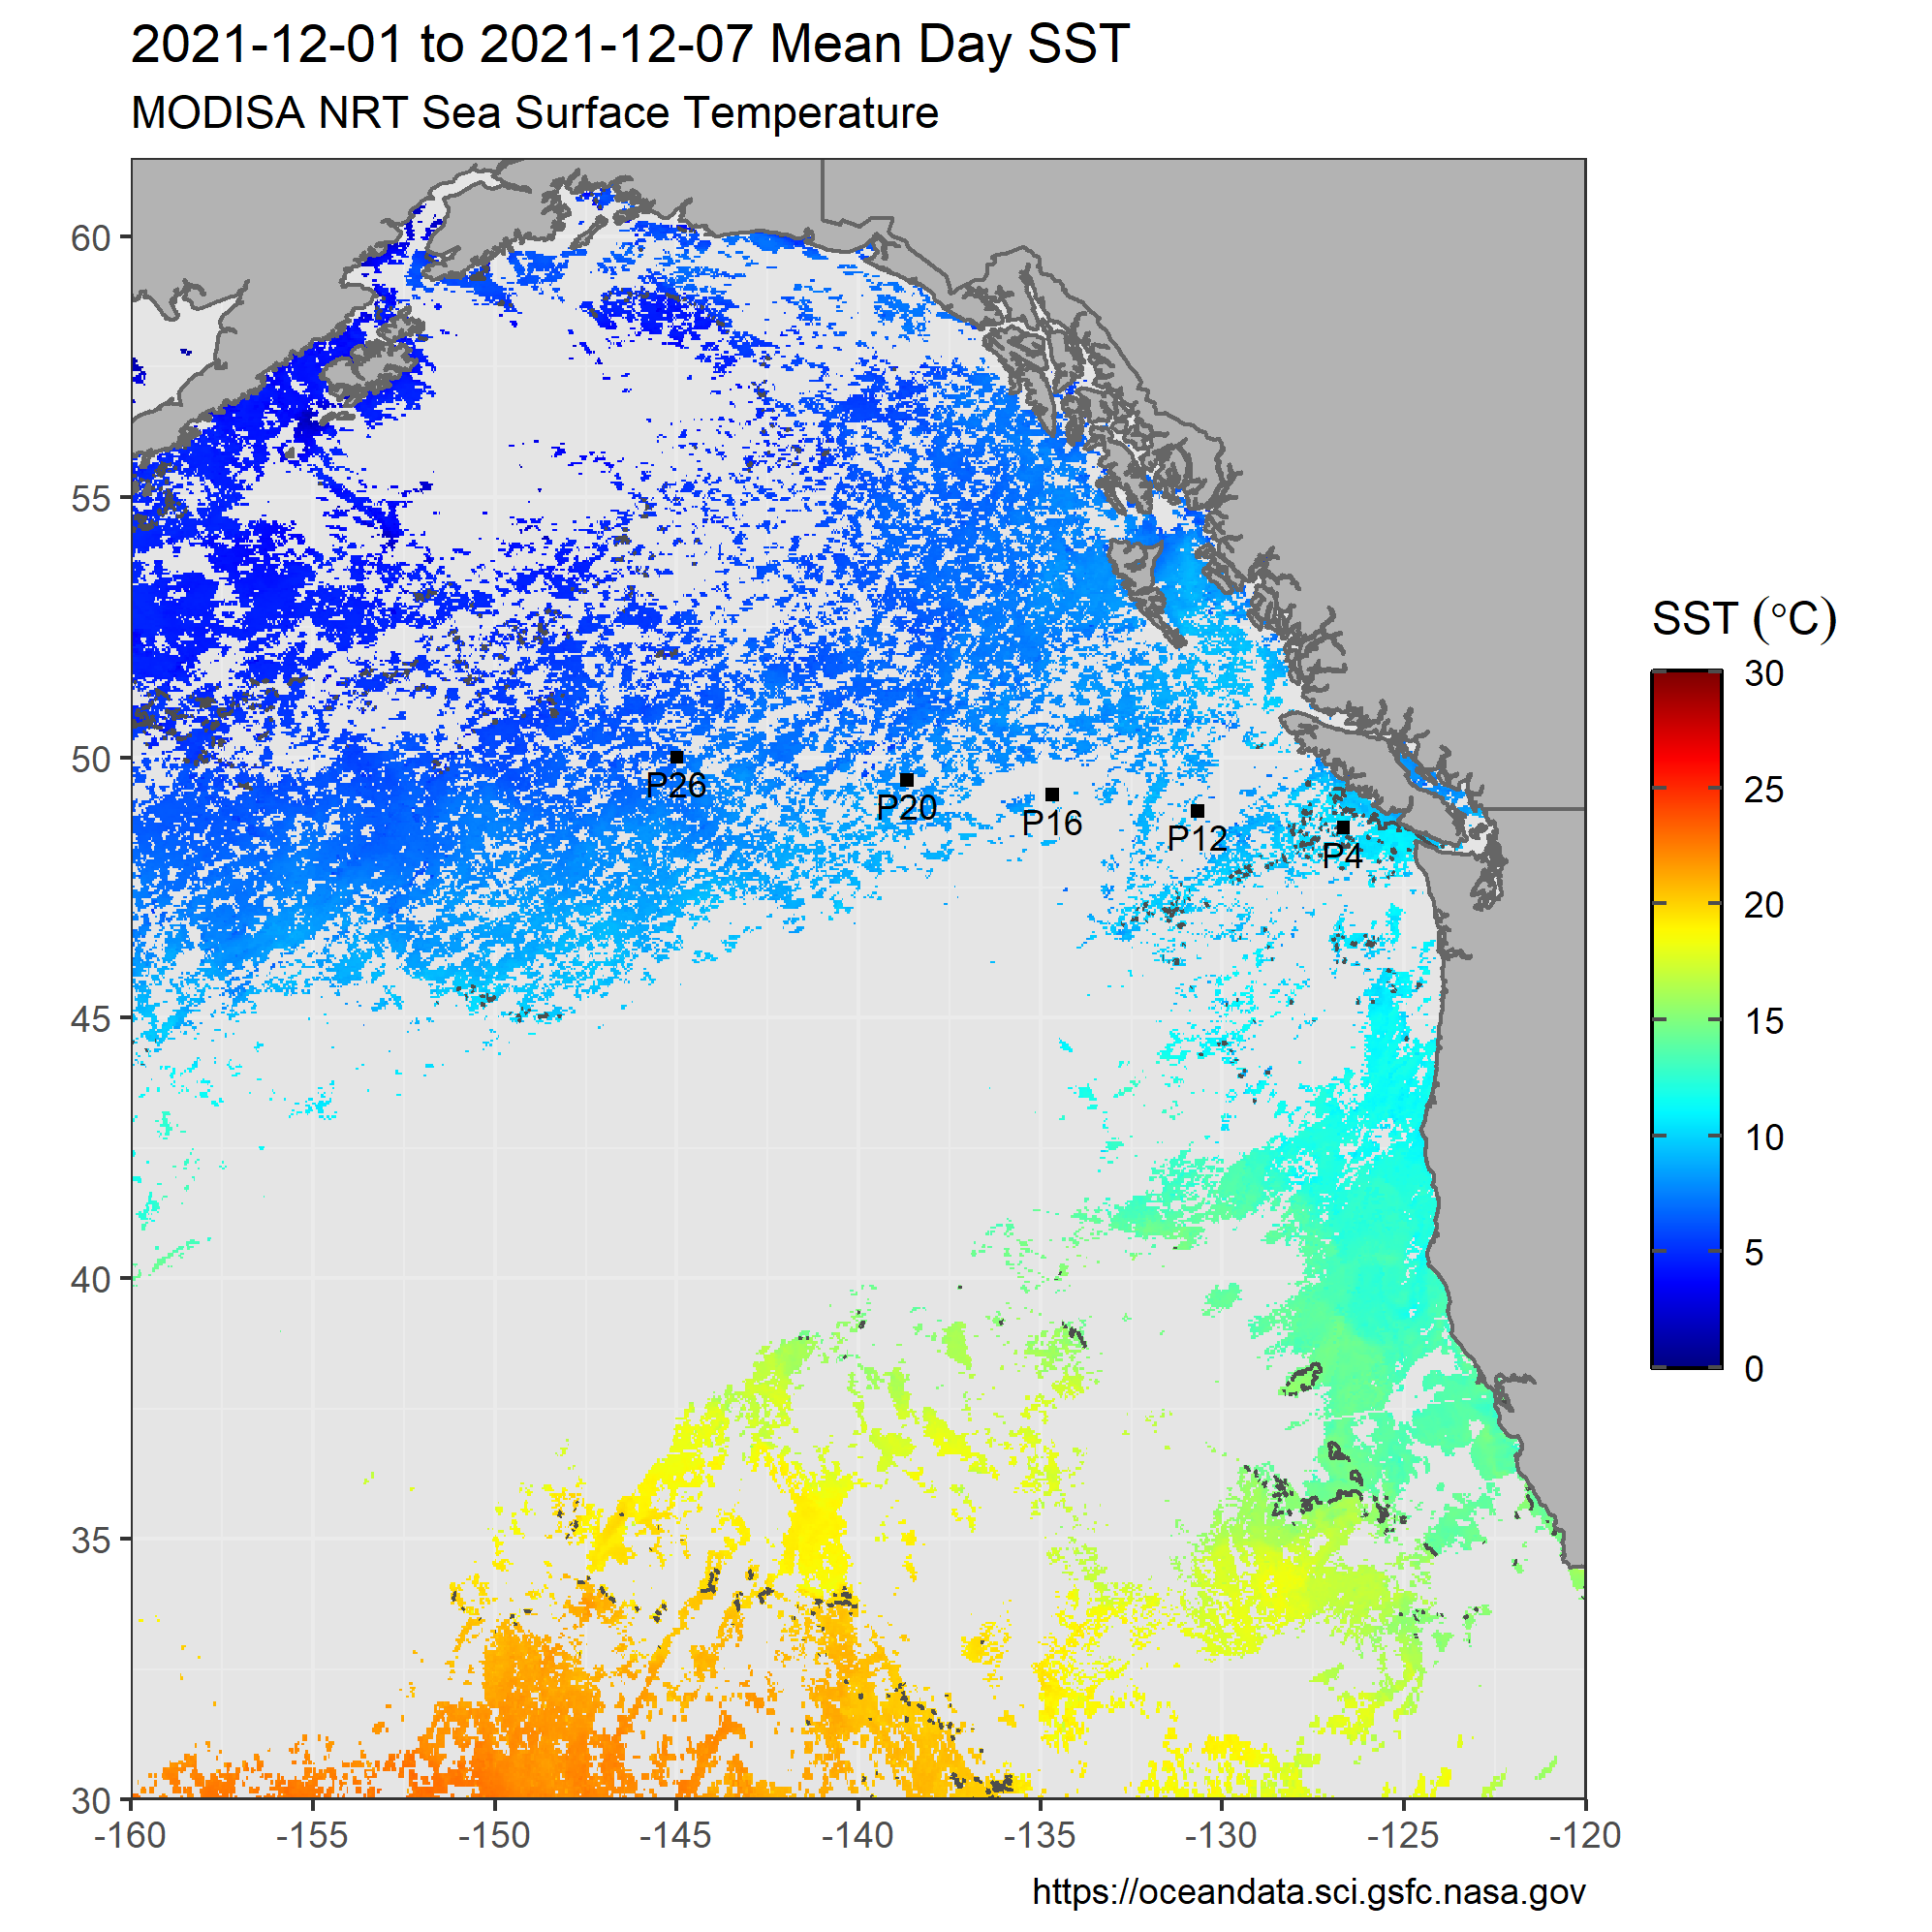 2021-12-01 to 2021-12-07 Mean Day SST
MODISA NRT Sea Surface Temperature
60
55
50
45
40
35
30
-160
-155
-150
-145
-140
-135
-130
-125
-120
P26
P20
P16
P12
P4
SST (°C)
30
25
20
15
10
5
0
https://oceandata.sci.gsfc.nasa.gov